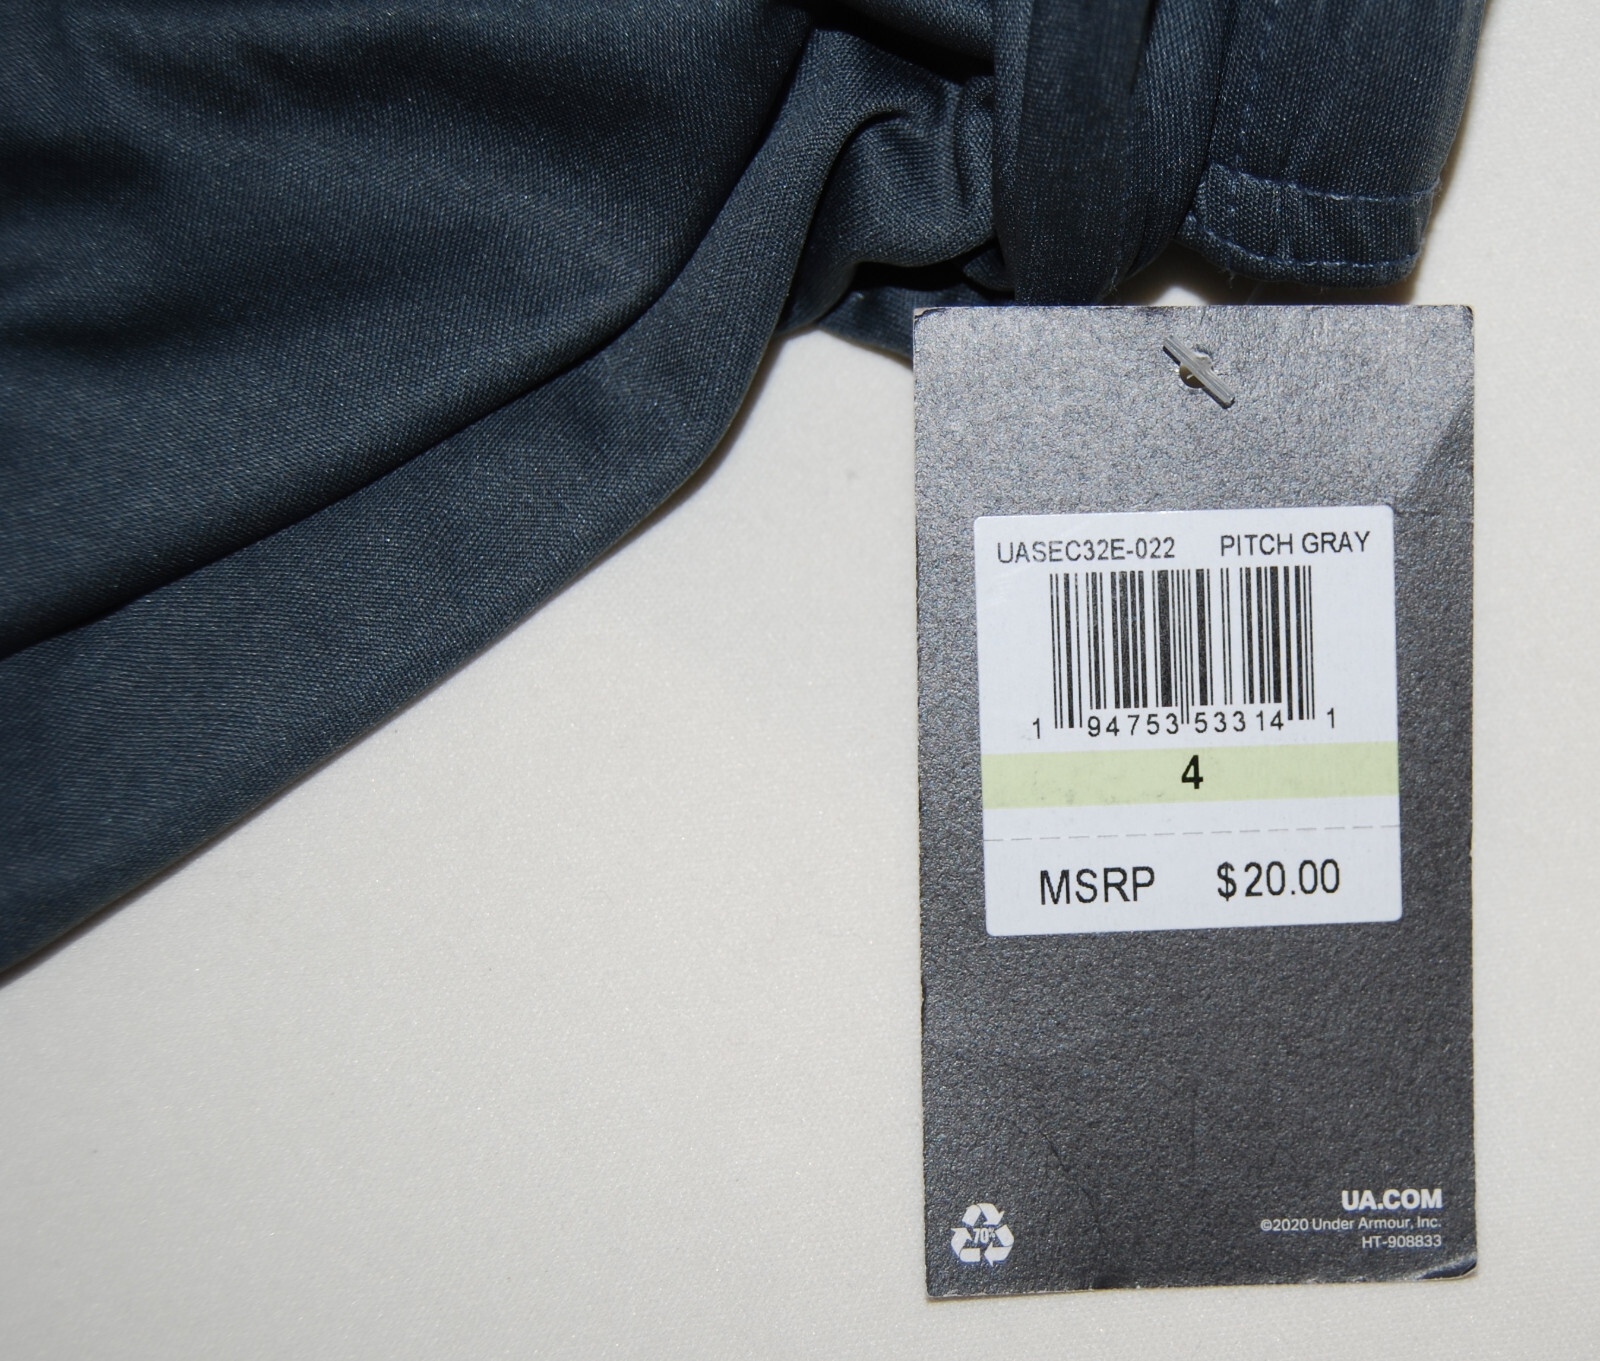 UASEC32E-022 PITCH GRAY
1 94753 53314 1
4
MSRP $20.00
70%
UA.COM
©2020 Under Armour, Inc.
HT-908833